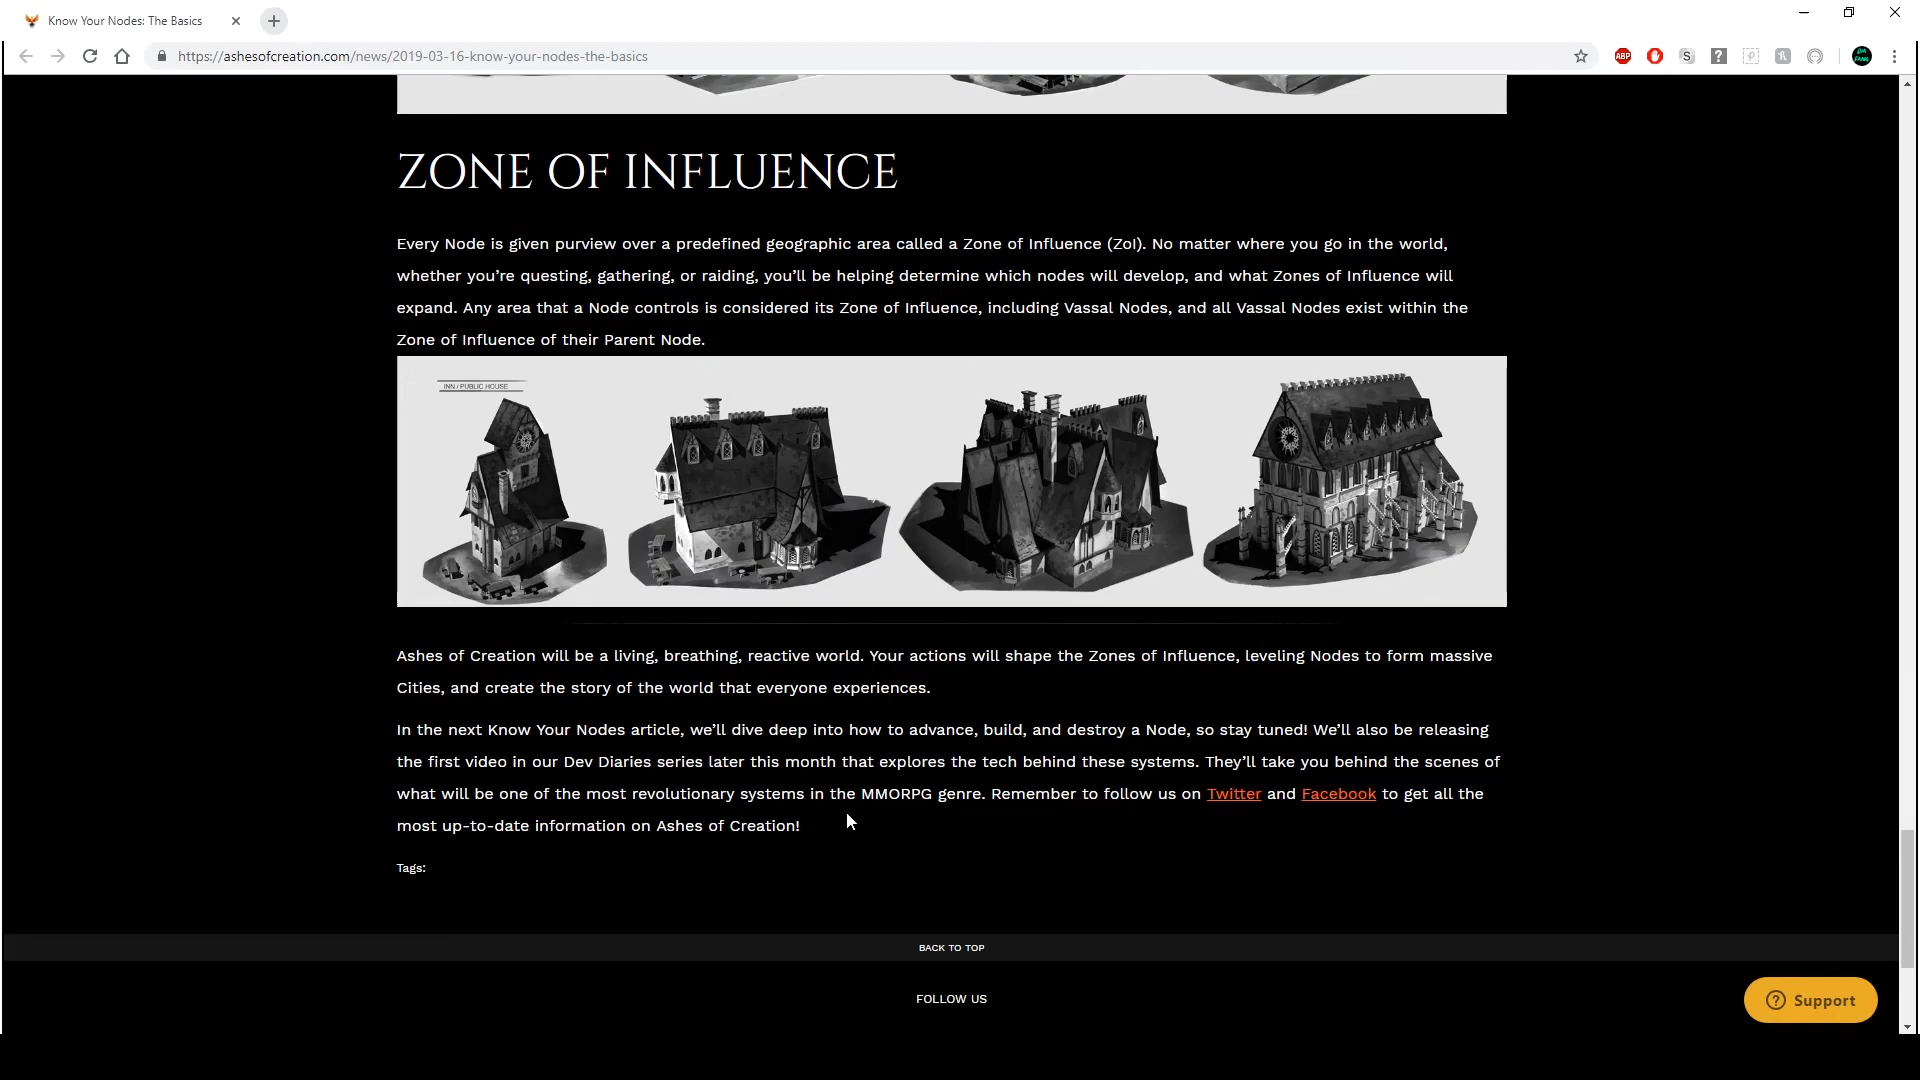 Know Your Nodes: The Basics
https://ashesofcreation.com/news/2019-03-16-know-your-nodes-the-basics
ABP
S
?
ZONE OF INFLUENCE
Every Node is given purview over a predefined geographic area called a Zone of Influence (ZoI). No matter where you go in the world,
whether you’re questing, gathering, or raiding, you’ll be helping determine which nodes will develop, and what Zones of Influence will
expand. Any area that a Node controls is considered its Zone of Influence, including Vassal Nodes, and all Vassal Nodes exist within the
Zone of Influence of their Parent Node.
INN / PUBLIC HOUSE
Ashes of Creation will be a living, breathing, reactive world. Your actions will shape the Zones of Influence, leveling Nodes to form massive
Cities, and create the story of the world that everyone experiences.
In the next Know Your Nodes article, we’ll dive deep into how to advance, build, and destroy a Node, so stay tuned! We’ll also be releasing
the first video in our Dev Diaries series later this month that explores the tech behind these systems. They’ll take you behind the scenes of
what will be one of the most revolutionary systems in the MMORPG genre. Remember to follow us on Twitter and Facebook to get all the
most up-to-date information on Ashes of Creation!
Tags:
BACK TO TOP
FOLLOW US
? Support